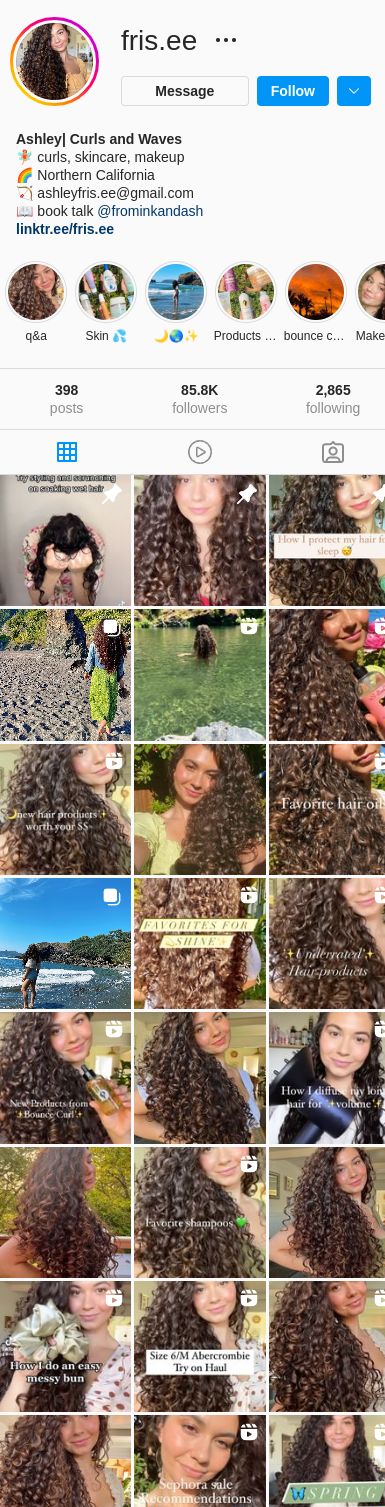 fris.ee
Message
Follow
Ashley| Curls and Waves
🧚🏻 curls, skincare, makeup
🌈 Northern California
🏹 ashleyfris.ee@gmail.com
📖 book talk @frominkandash
linktr.ee/fris.ee
q&a
Skin 💦
🌙🌎✨
Products …
bounce c…
Make
398
85.8K
2,865
posts
followers
following
Try styling and scrunching
on soaking wet hair
How I protect my hair fo
sleep 😴
🌙new hair products✨
worth your $$
Favorite hair oil
FAVORITES FOR
💫SHINE✨
✨Underrated✨
Hair products
New Products from
✨Bounce Curl✨
How I diffuse my lon
hair for ✨volume✨
Favorite shampoos 💚
How I do an easy
messy bun
Size 6/M Abercrombie
Try on Haul
Sephora sale
Recommendations
🦋SPRING